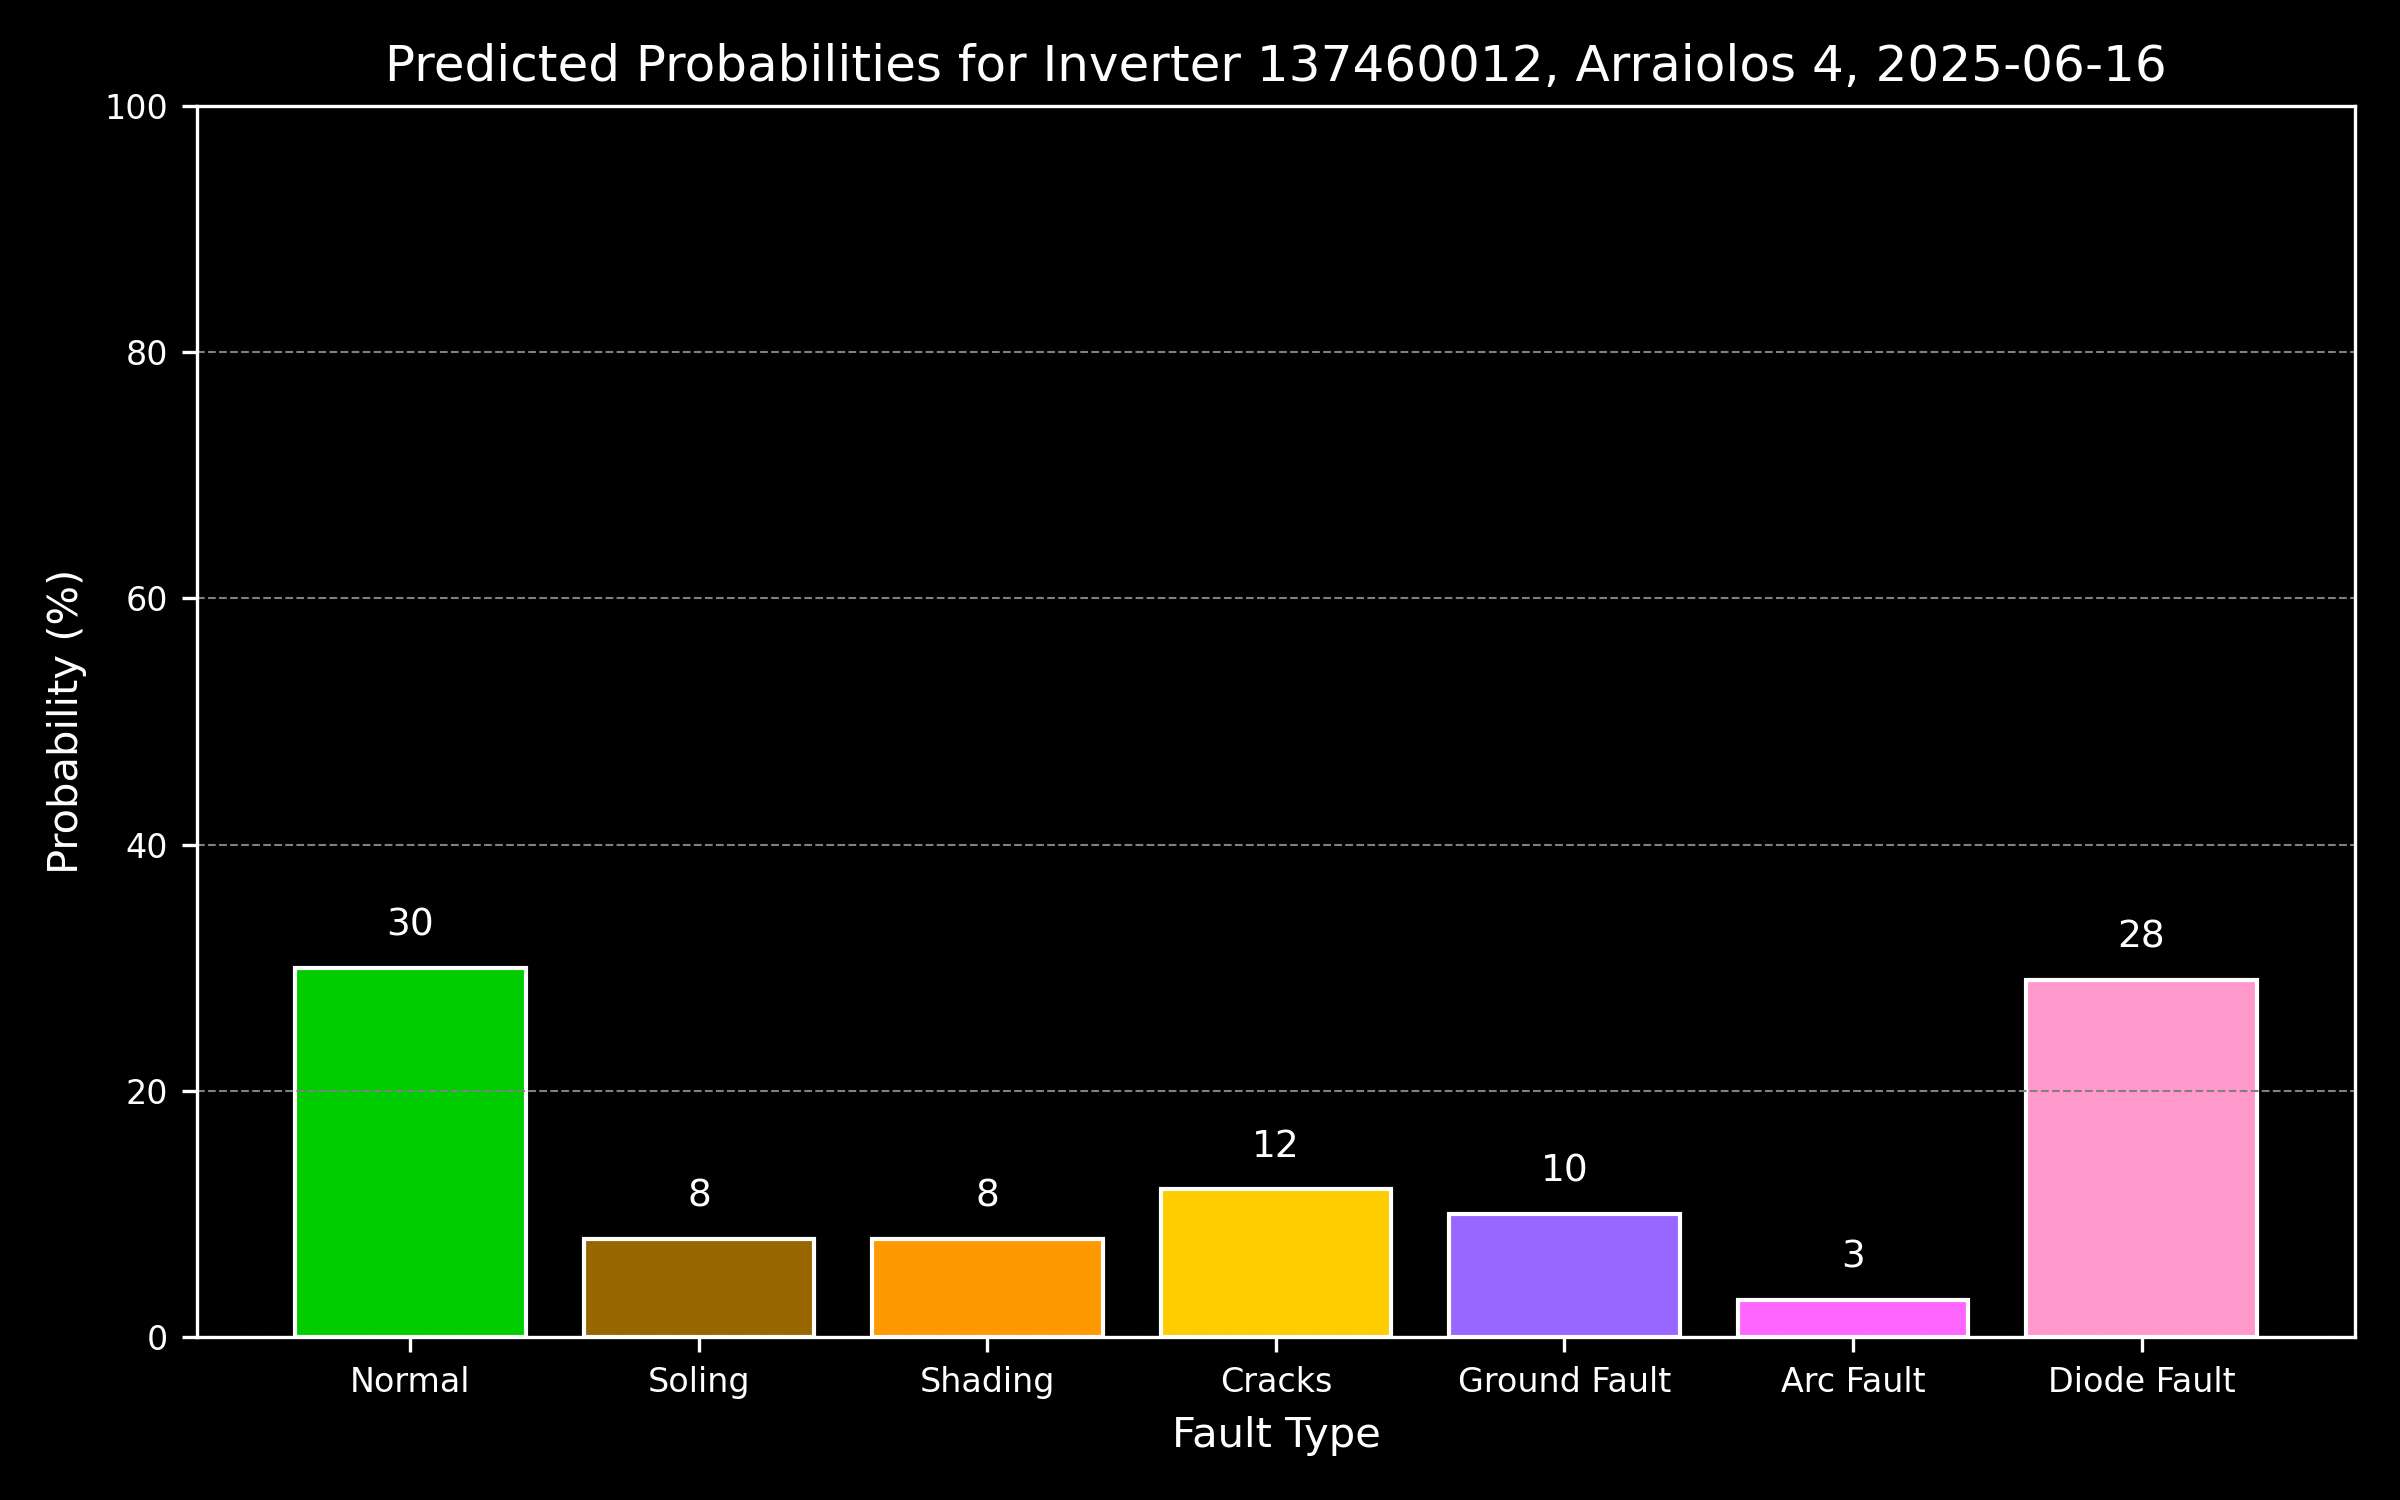 Predicted Probabilities for Inverter 137460012, Arraiolos 4, 2025-06-16
Probability (%)
100
80
60
40
20
0
30
8
8
12
10
3
28
Normal
Soling
Shading
Cracks
Ground Fault
Arc Fault
Diode Fault
Fault Type